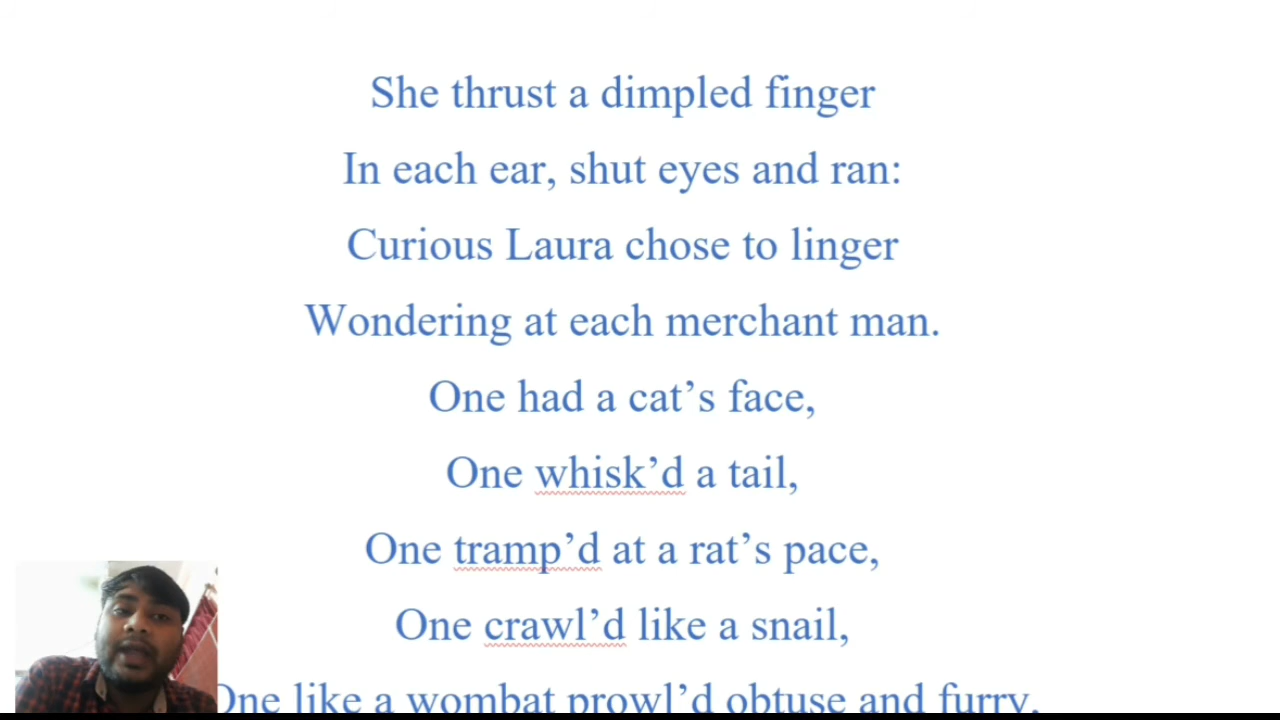 She thrust a dimpled finger
In each ear, shut eyes and ran:
Curious Laura chose to linger
Wondering at each merchant man.
One had a cat’s face,
One whisk’d a tail,
One tramp’d at a rat’s pace,
One crawl’d like a snail,
One like a wombat prowl’d obtuse and furry,